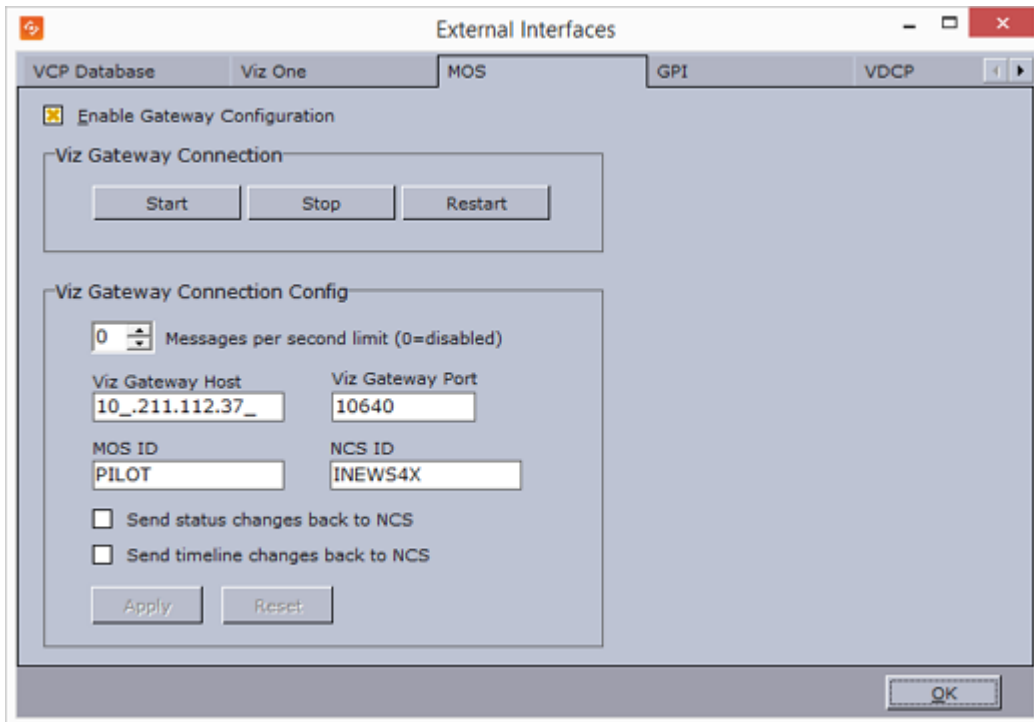 External Interfaces
VCP Database Viz One MOS GPI VDCP
Enable Gateway Configuration
Viz Gateway Connection
Start Stop Restart
Viz Gateway Connection Config
0 Messages per second limit (0=disabled)
Viz Gateway Host Viz Gateway Port
10_.211.112.37_ 10640
MOS ID NCS ID
PILOT INEWS4X
Send status changes back to NCS
Send timeline changes back to NCS
Apply Reset
OK